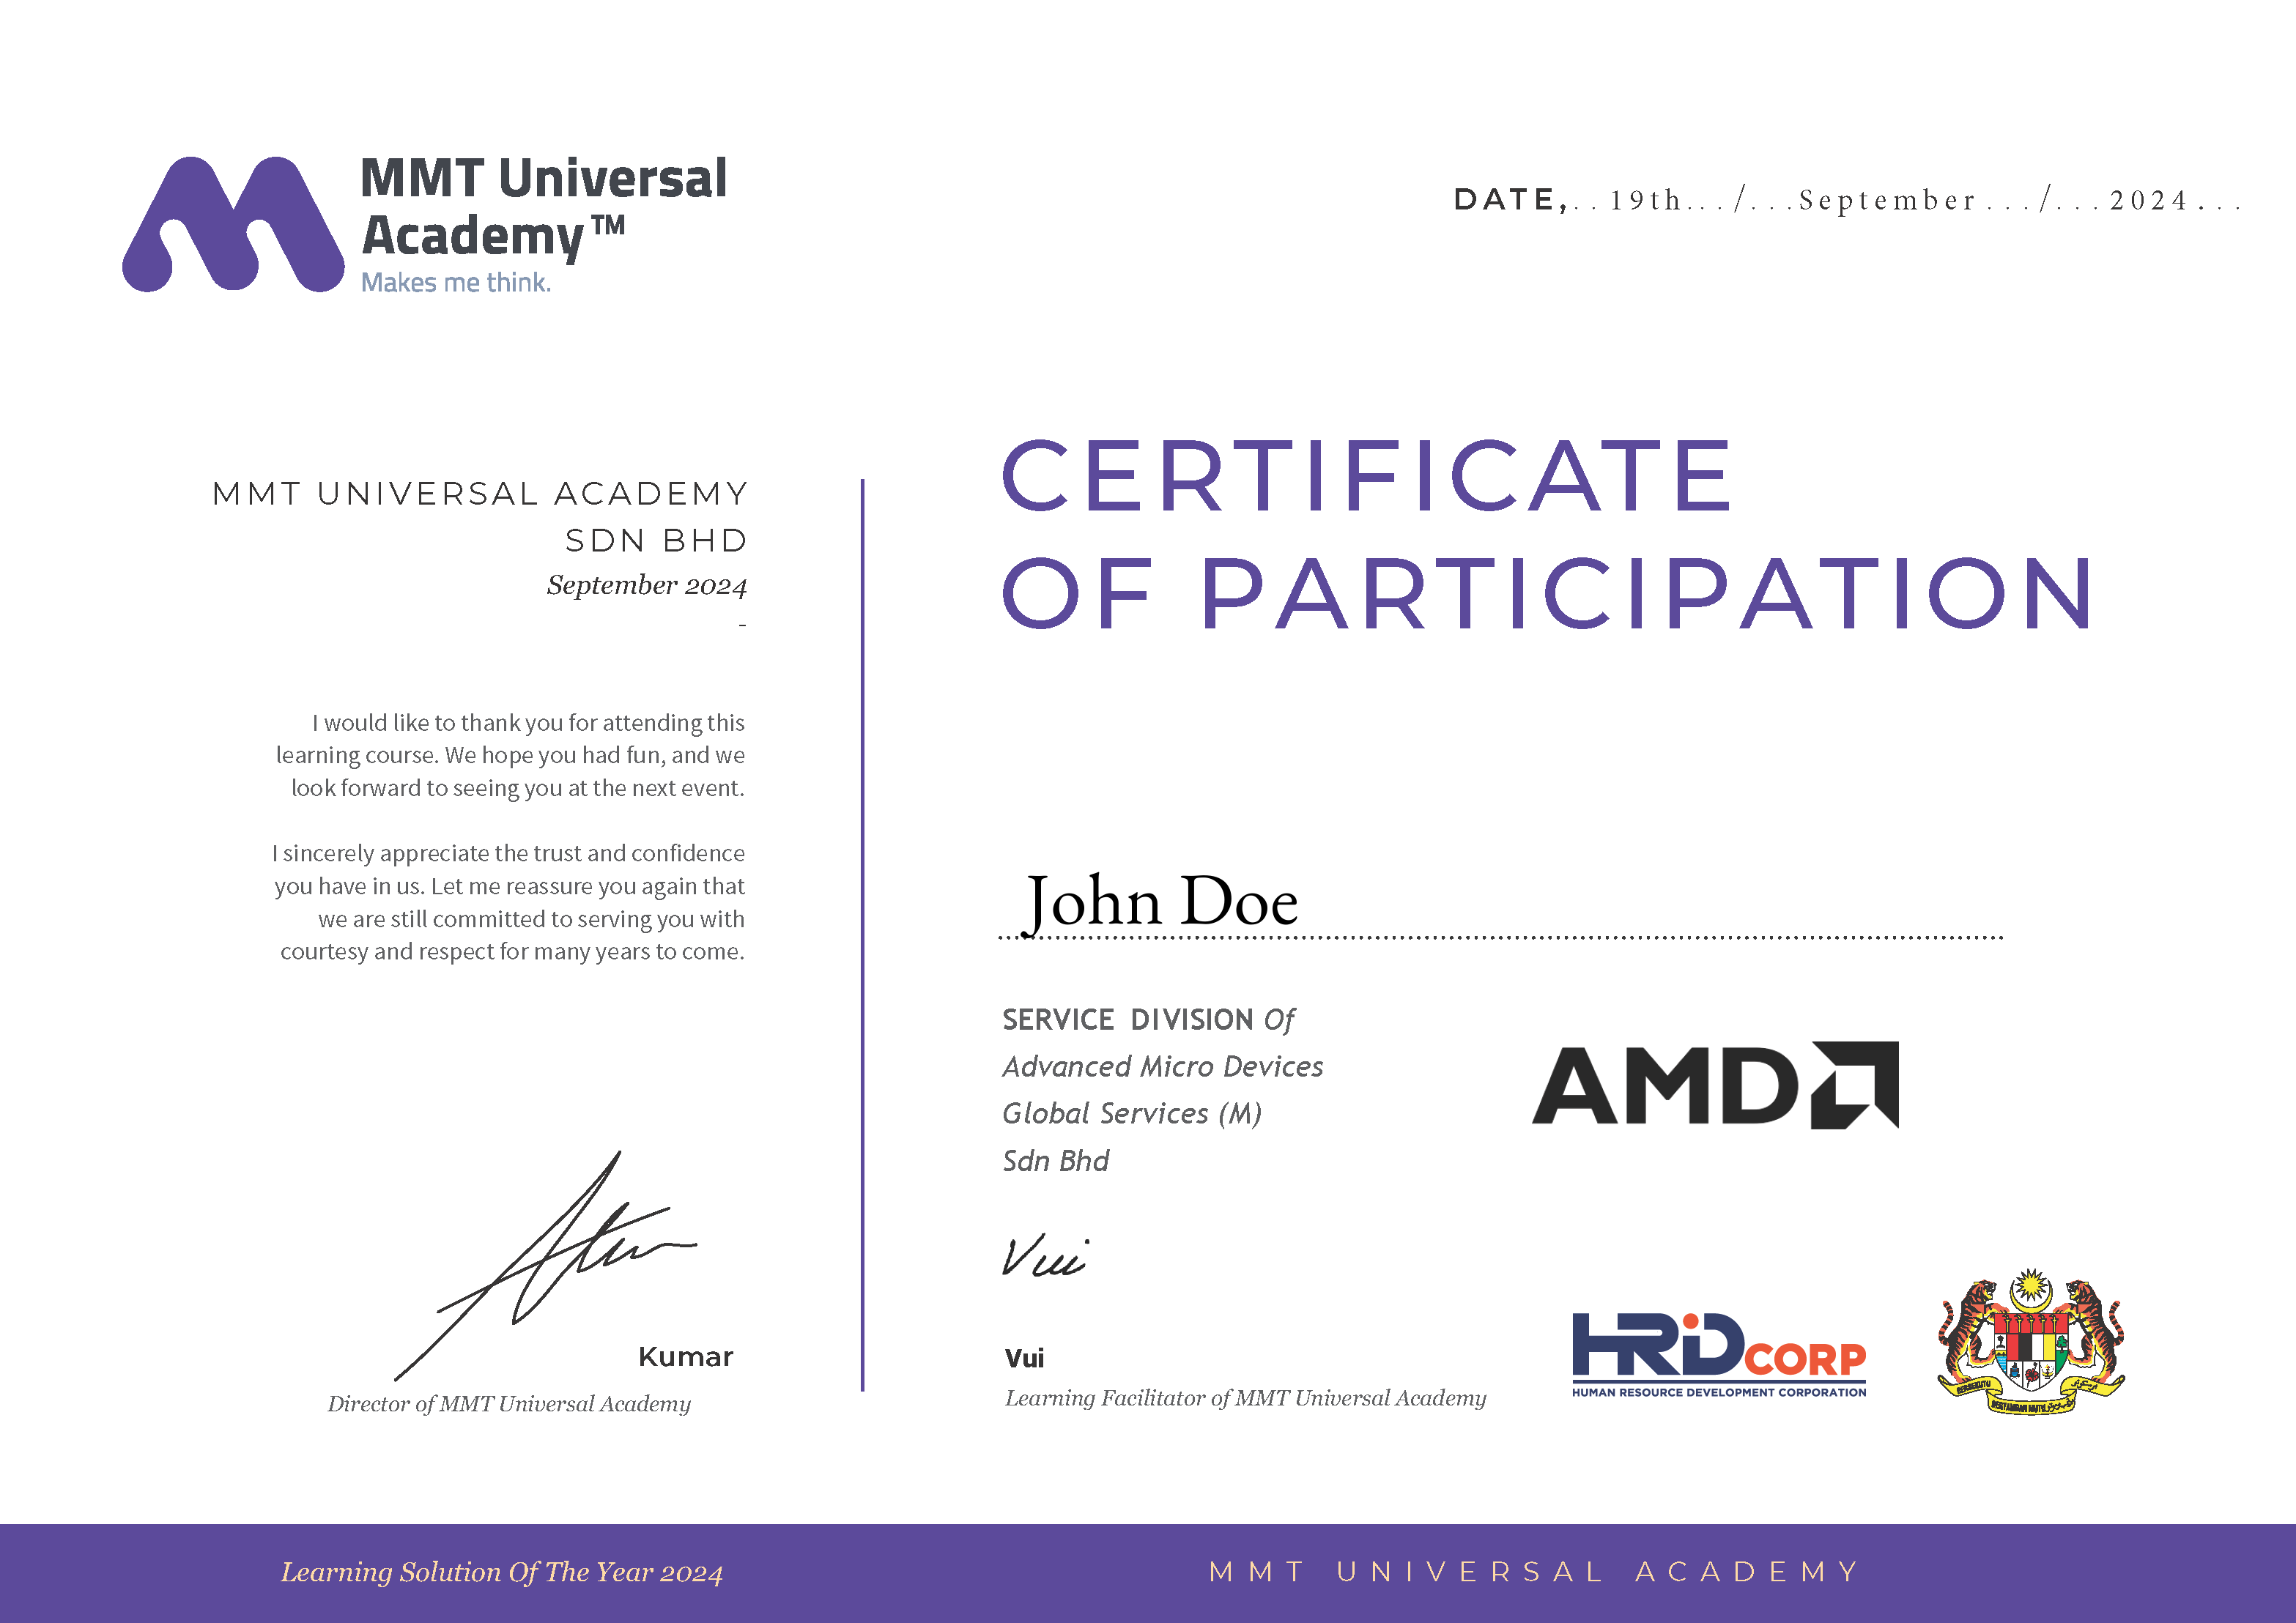 MMT Universal
Academy™
Makes me think.
DATE,. . 19th. . . / . . . September . . . / . . . 2024 . . .
MMT UNIVERSAL ACADEMY
SDN BHD
September 2024
-
I would like to thank you for attending this
learning course. We hope you had fun, and we
look forward to seeing you at the next event.
I sincerely appreciate the trust and confidence
you have in us. Let me reassure you again that
we are still committed to serving you with
courtesy and respect for many years to come.
Kumar
Director of MMT Universal Academy
CERTIFICATE
OF PARTICIPATION
John Doe
SERVICE DIVISION Of
Advanced Micro Devices
Global Services (M)
Sdn Bhd
AMD
Vui
Vui
Learning Facilitator of MMT Universal Academy
HRD CORP
HUMAN RESOURCE DEVELOPMENT CORPORATION
BERSEKUTU
BERTAMBAH MUTU
Learning Solution Of The Year 2024
MMT UNIVERSAL ACADEMY